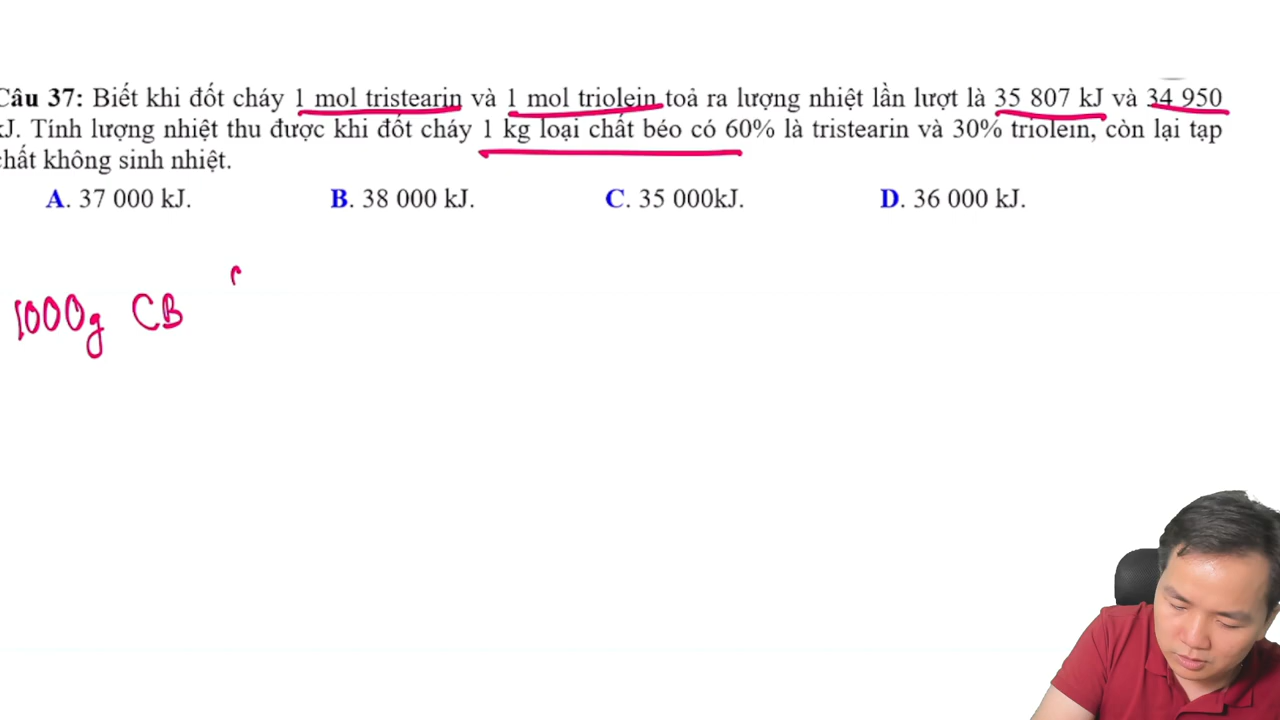 Câu 37: Biết khi đốt cháy 1 mol tristearin và 1 mol triolein toả ra lượng nhiệt lần lượt là 35 807 kJ và 34 950
kJ. Tính lượng nhiệt thu được khi đốt cháy 1 kg loại chất béo có 60% là tristearin và 30% triolein, còn lại tạp
chất không sinh nhiệt.
A. 37 000 kJ. B. 38 000 kJ. C. 35 000kJ. D. 36 000 kJ.
1000g CB